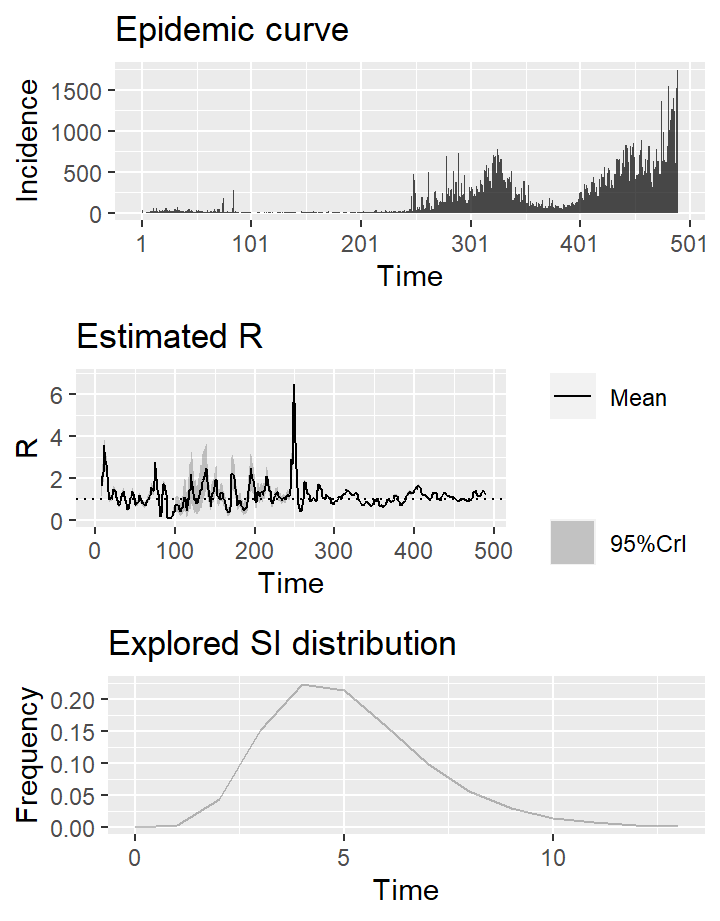 Epidemic curve
Incidence
1500
1000
500
0
1 101 201 301 401 501
Time
Estimated R
R
6
4
2
0
0 100 200 300 400 500
Time
Mean
95%CrI
Explored SI distribution
Frequency
0.20
0.15
0.10
0.05
0.00
0 5 10
Time